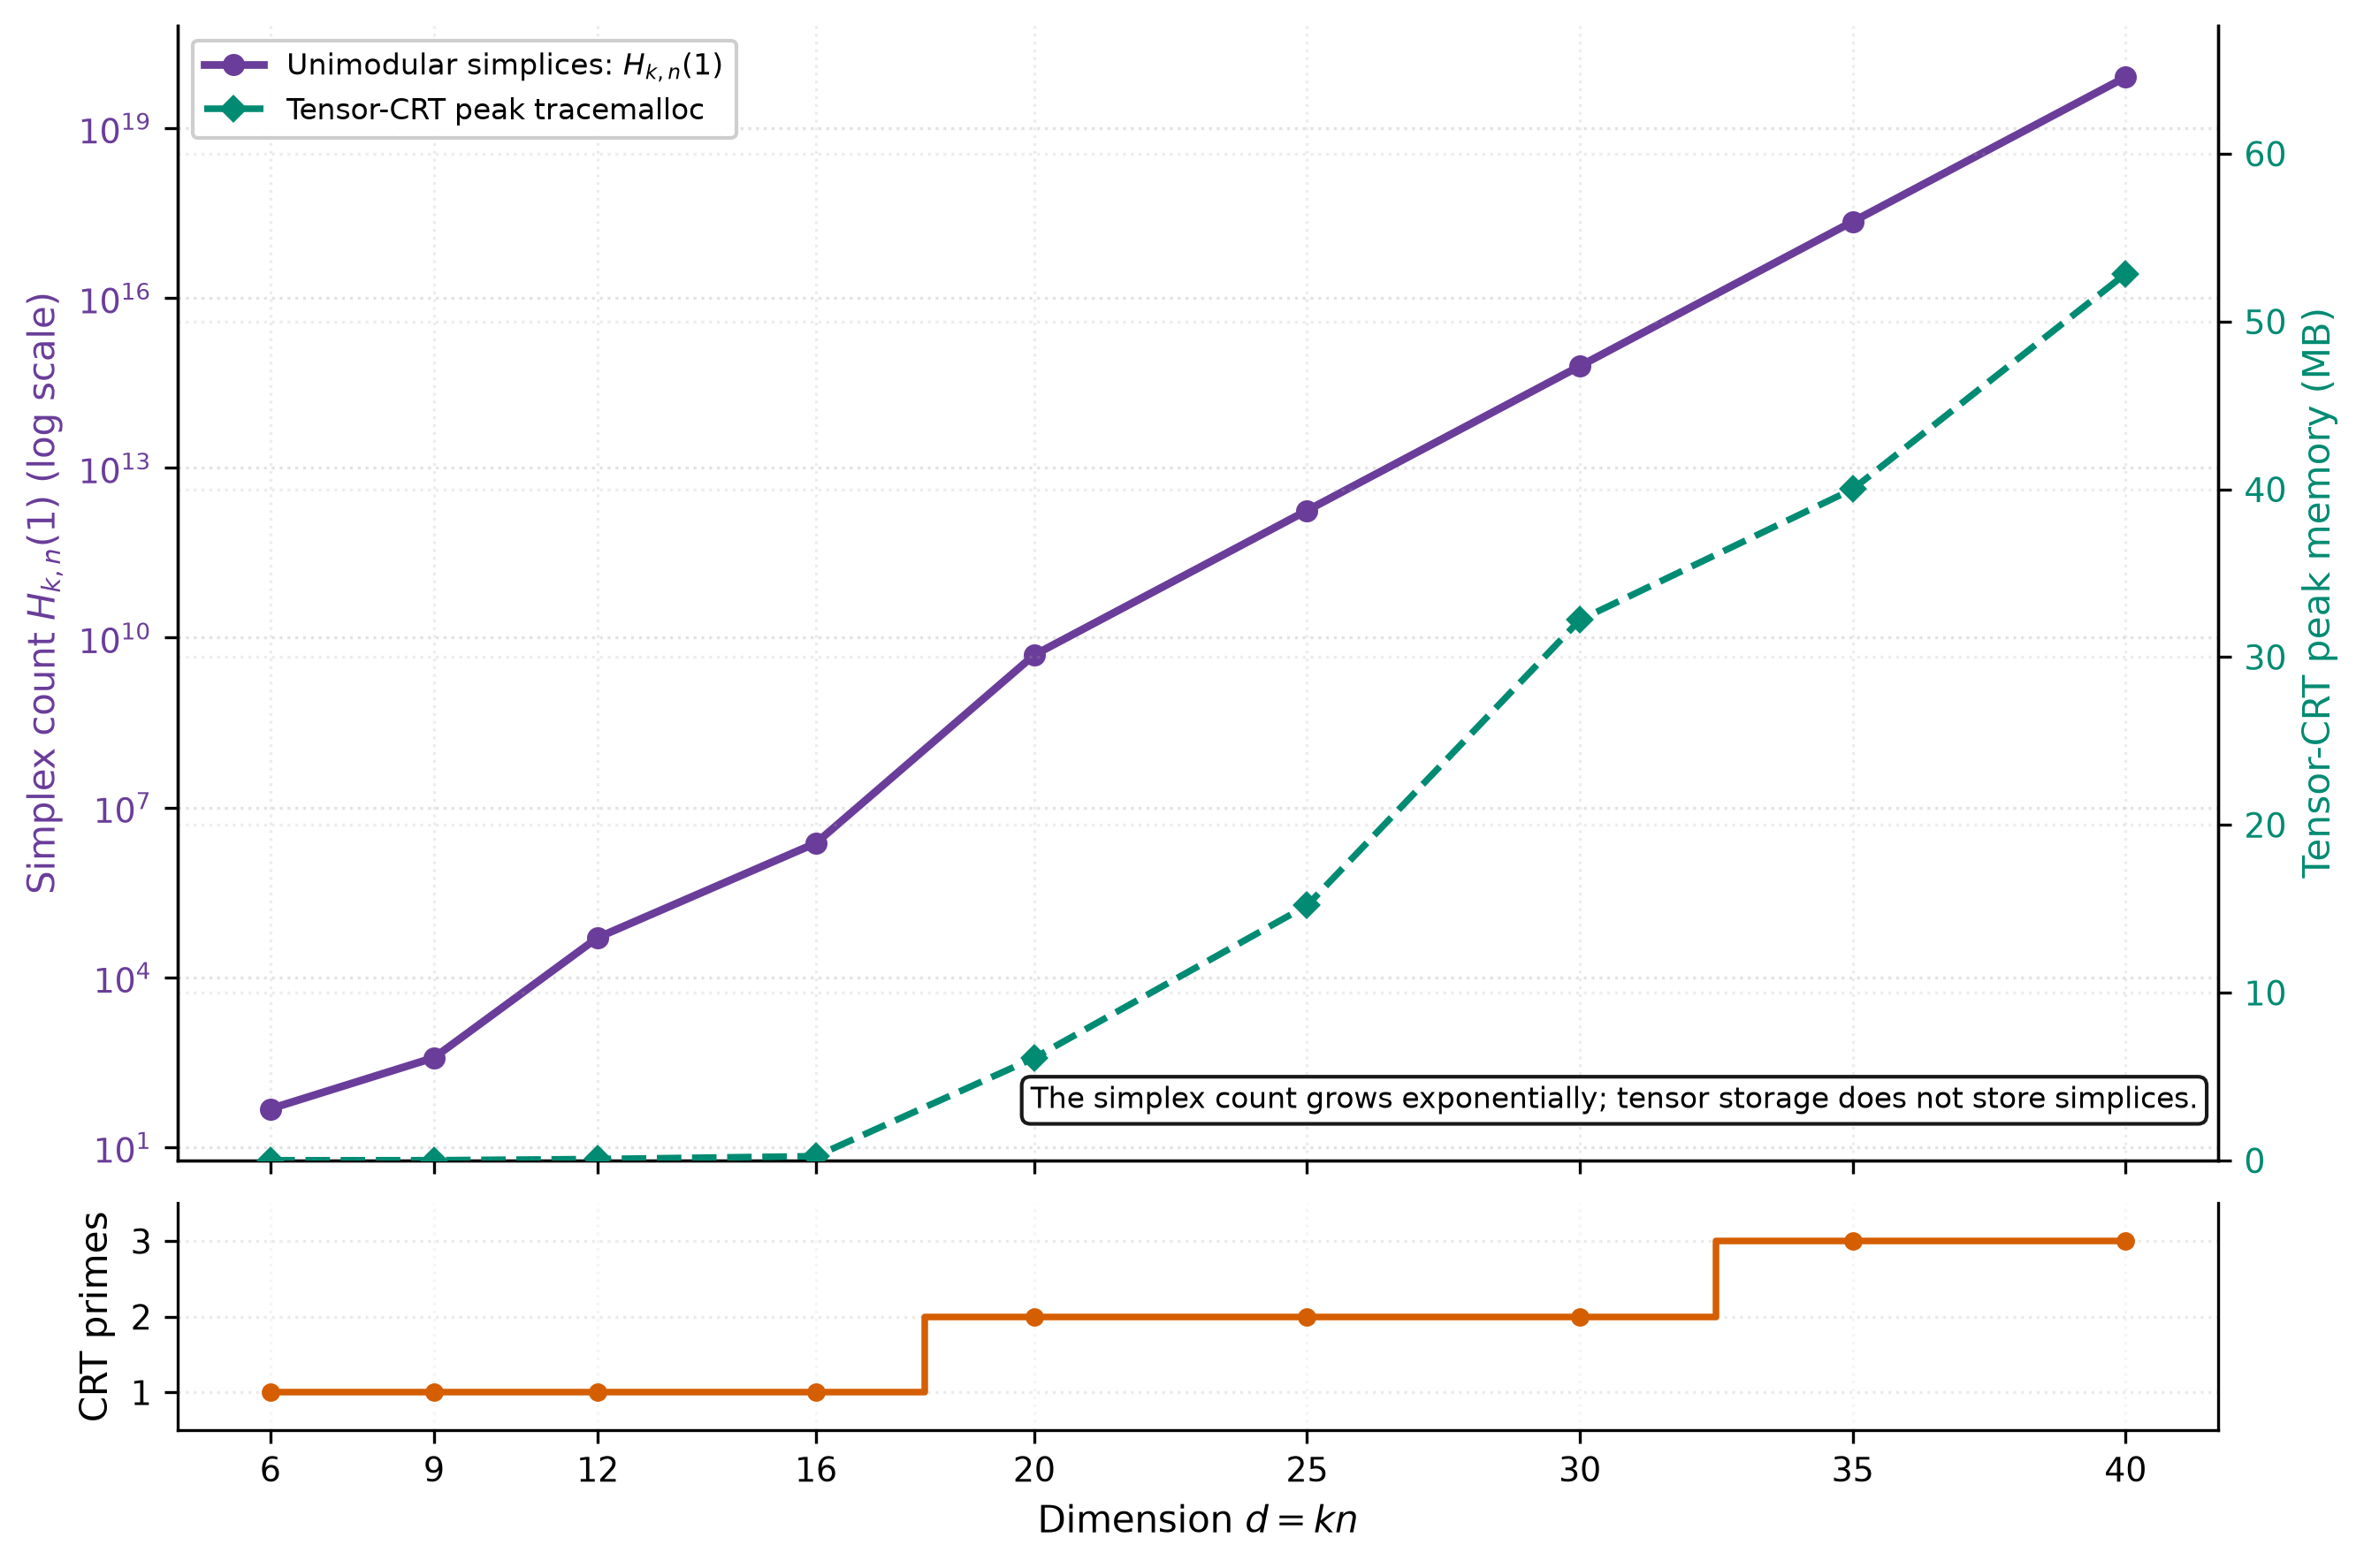 Unimodular simplices: H_{k,n}(1)
Tensor-CRT peak tracemalloc
Simplex count H_{k,n}(1) (log scale)
10^{19}
10^{16}
10^{13}
10^{10}
10^{7}
10^{4}
10^{1}
Tensor-CRT peak memory (MB)
60
50
40
30
20
10
0
The simplex count grows exponentially; tensor storage does not store simplices.
CRT primes
3
2
1
6 9 12 16 20 25 30 35 40
Dimension d = kn